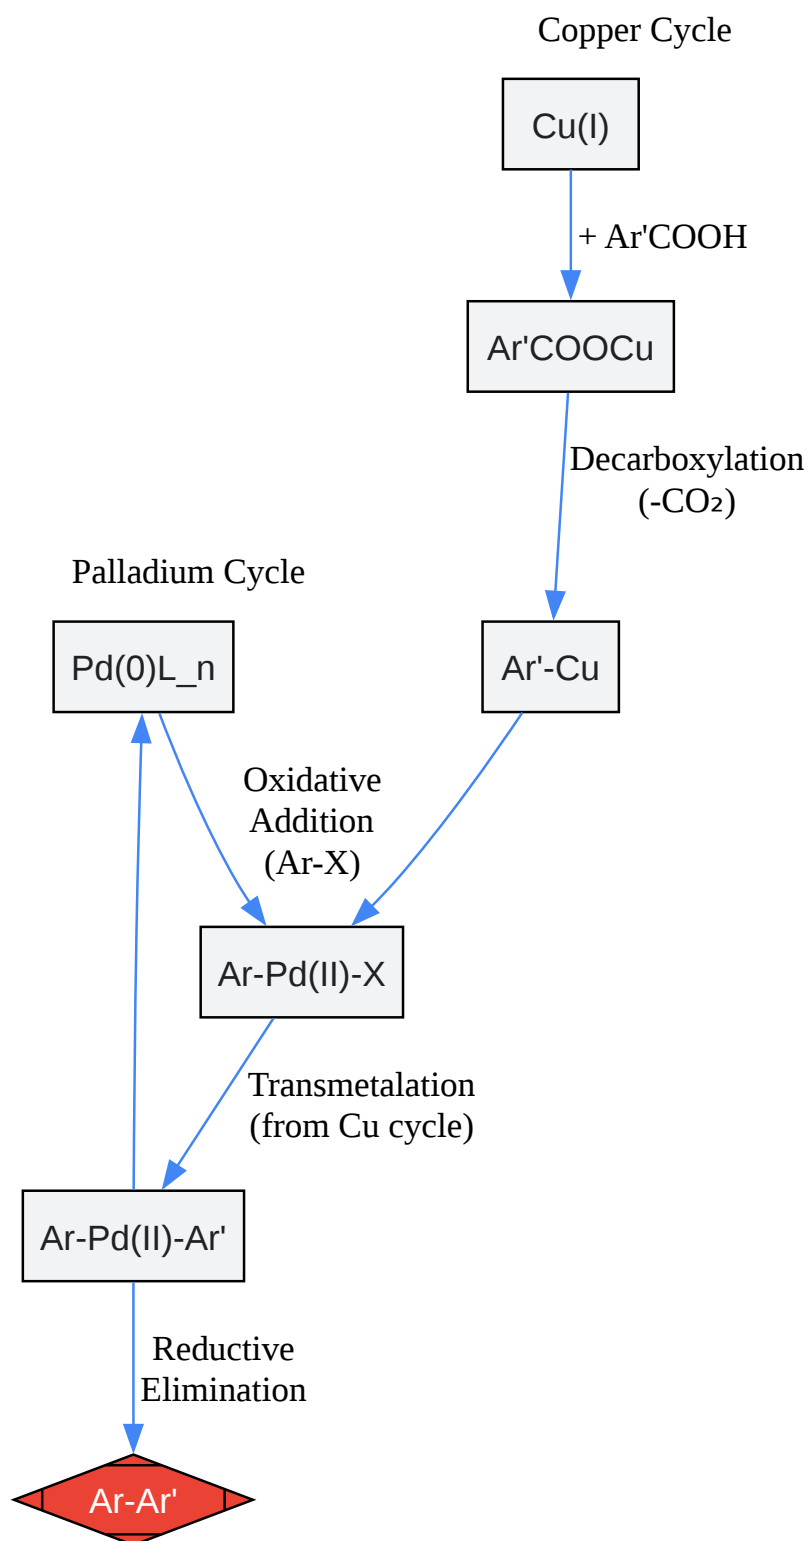 Copper Cycle
Cu(I)
+ Ar'COOH
Ar'COOCu
Decarboxylation
(-CO₂)
Palladium Cycle
Pd(0)L_n
Ar'-Cu
Oxidative
Addition
(Ar-X)
Ar-Pd(II)-X
Transmetalation
(from Cu cycle)
Ar-Pd(II)-Ar'
Reductive
Elimination
Ar-Ar'